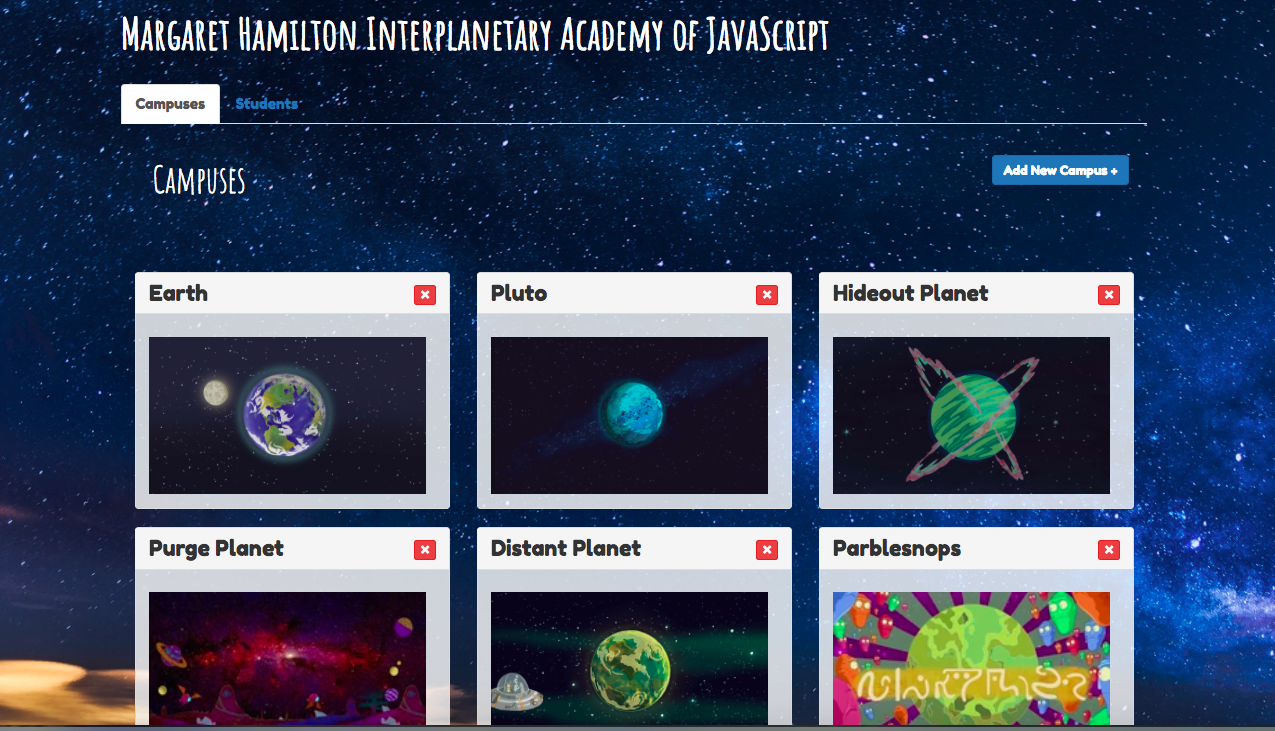 Margaret Hamilton Interplanetary Academy of JavaScript
Campuses
Students
Campuses
Add New Campus +
Earth
Pluto
Hideout Planet
Purge Planet
Distant Planet
Parblesnops